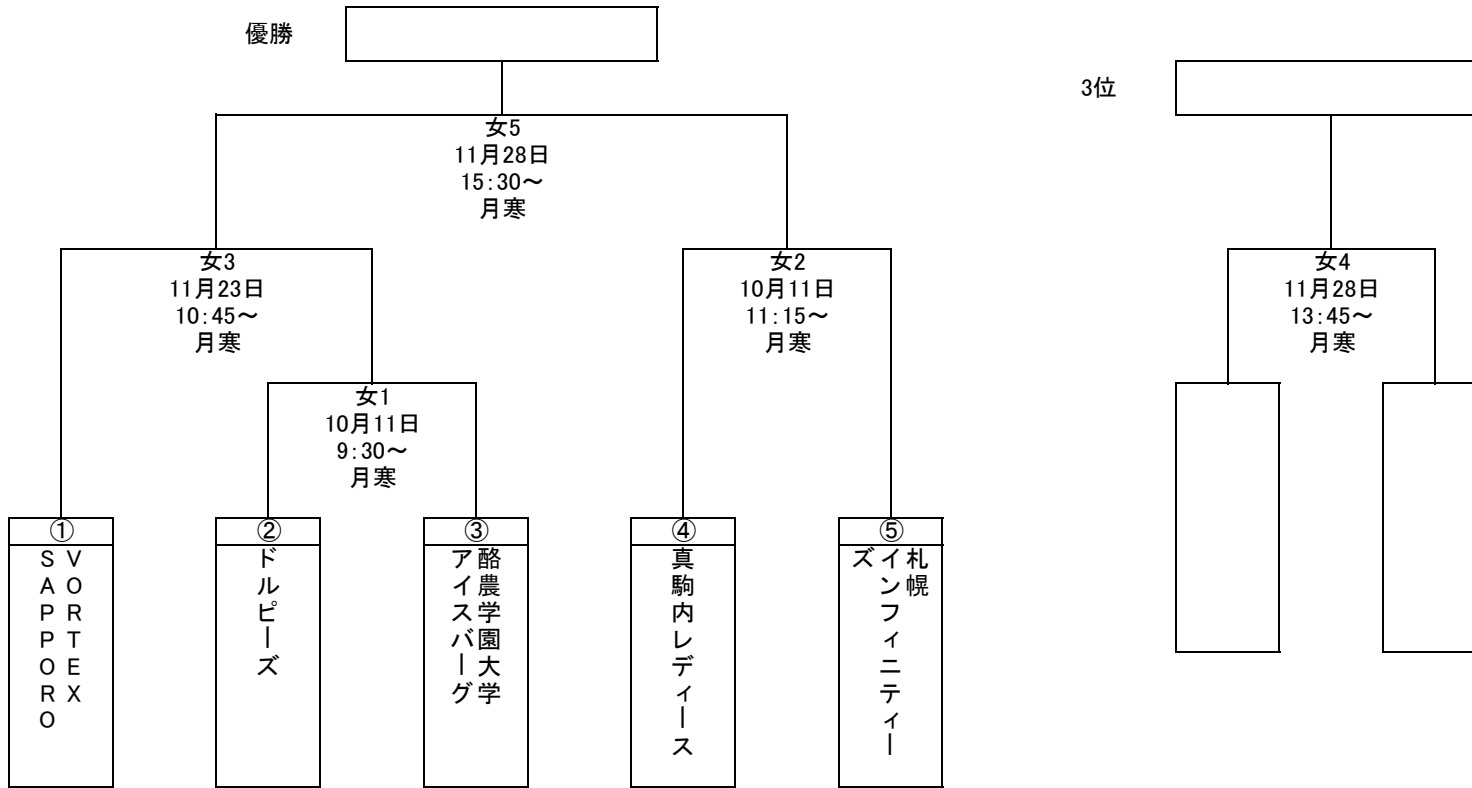 優勝
3位
女5
11月28日
15:30～
月寒
女3
11月23日
10:45～
月寒
女2
10月11日
11:15～
月寒
女4
11月28日
13:45～
月寒
女1
10月11日
9:30～
月寒
①
VORTEX
SAPPORO
②
ドルピーズ
③
酪農学園大学
アイスバーグ
④
真駒内レディース
⑤
札幌
インフィニティー
ズ